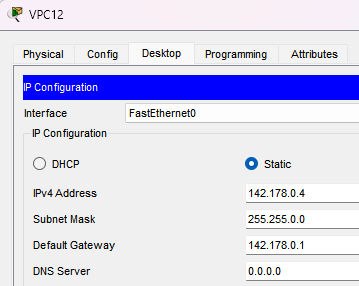 VPC12
Physical Config Desktop Programming Attributes
IP Configuration
Interface FastEthernet0
IP Configuration
DHCP Static
IPv4 Address 142.178.0.4
Subnet Mask 255.255.0.0
Default Gateway 142.178.0.1
DNS Server 0.0.0.0